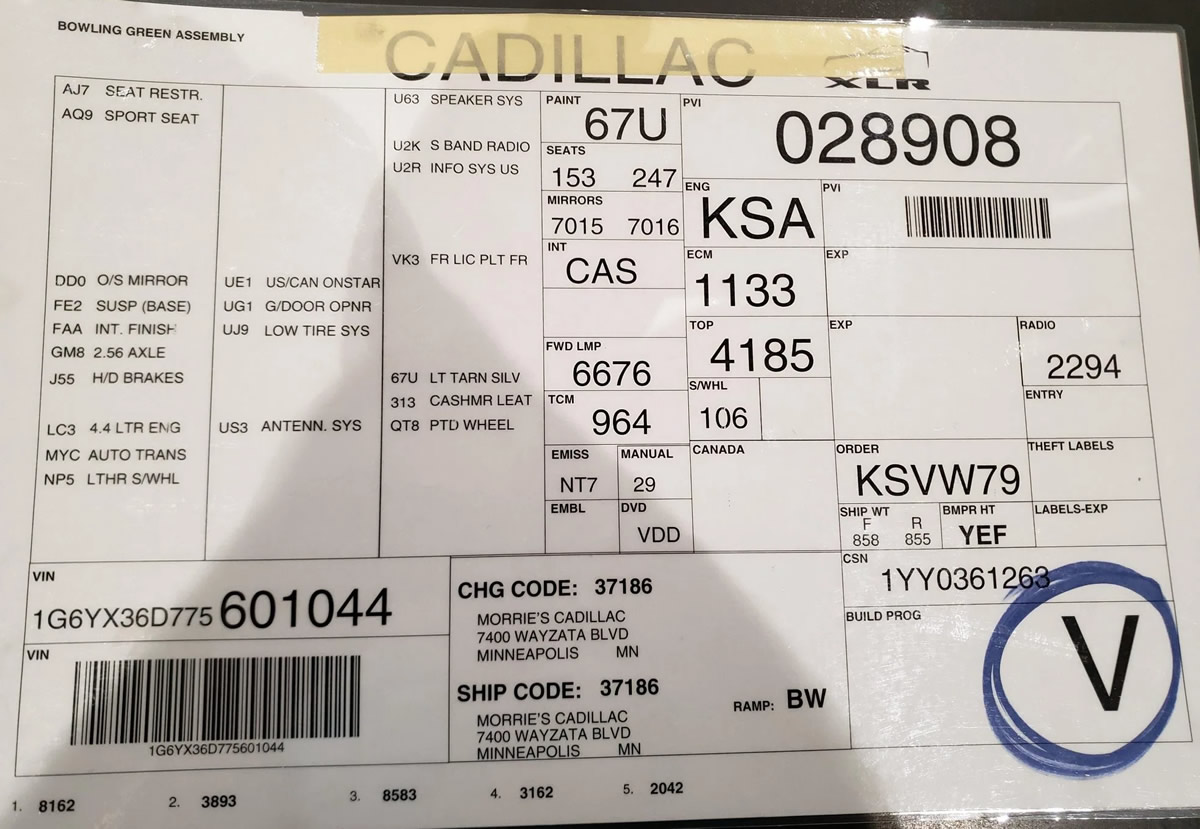 BOWLING GREEN ASSEMBLY
CADILLAC
XLR
AJ7 SEAT RESTR.
AQ9 SPORT SEAT
DD0 O/S MIRROR
FE2 SUSP (BASE)
FAA INT. FINISH
GM8 2.56 AXLE
J55 H/D BRAKES
LC3 4.4 LTR ENG
MYC AUTO TRANS
NP5 LTHR S/WHL
UE1 US/CAN ONSTAR
UG1 G/DOOR OPNR
UJ9 LOW TIRE SYS
US3 ANTENN. SYS
U63 SPEAKER SYS
U2K S BAND RADIO
U2R INFO SYS US
VK3 FR LIC PLT FR
67U LT TARN SILV
313 CASHMR LEAT
QT8 PTD WHEEL
PAINT
67U
SEATS
153 247
MIRRORS
7015 7016
INT
CAS
FWD LMP
6676
TCM
964
EMISS
NT7
MANUAL
29
EMBL
DVD
VDD
PVI
028908
ENG
KSA
PVI
ECM
1133
EXP
TOP
4185
EXP
RADIO
2294
S/WHL
106
ENTRY
CANADA
ORDER
KSVW79
THEFT LABELS
SHIP WT
F R
858 855
BMPR HT
YEF
LABELS-EXP
CSN
1YY0361263
BUILD PROG
V
VIN
1G6YX36D775601044
VIN
1G6YX36D775601044
CHG CODE: 37186
MORRIE'S CADILLAC
7400 WAYZATA BLVD
MINNEAPOLIS MN
SHIP CODE: 37186
MORRIE'S CADILLAC
7400 WAYZATA BLVD
MINNEAPOLIS MN
RAMP: BW
1. 8162 2. 3893 3. 8583 4. 3162 5. 2042